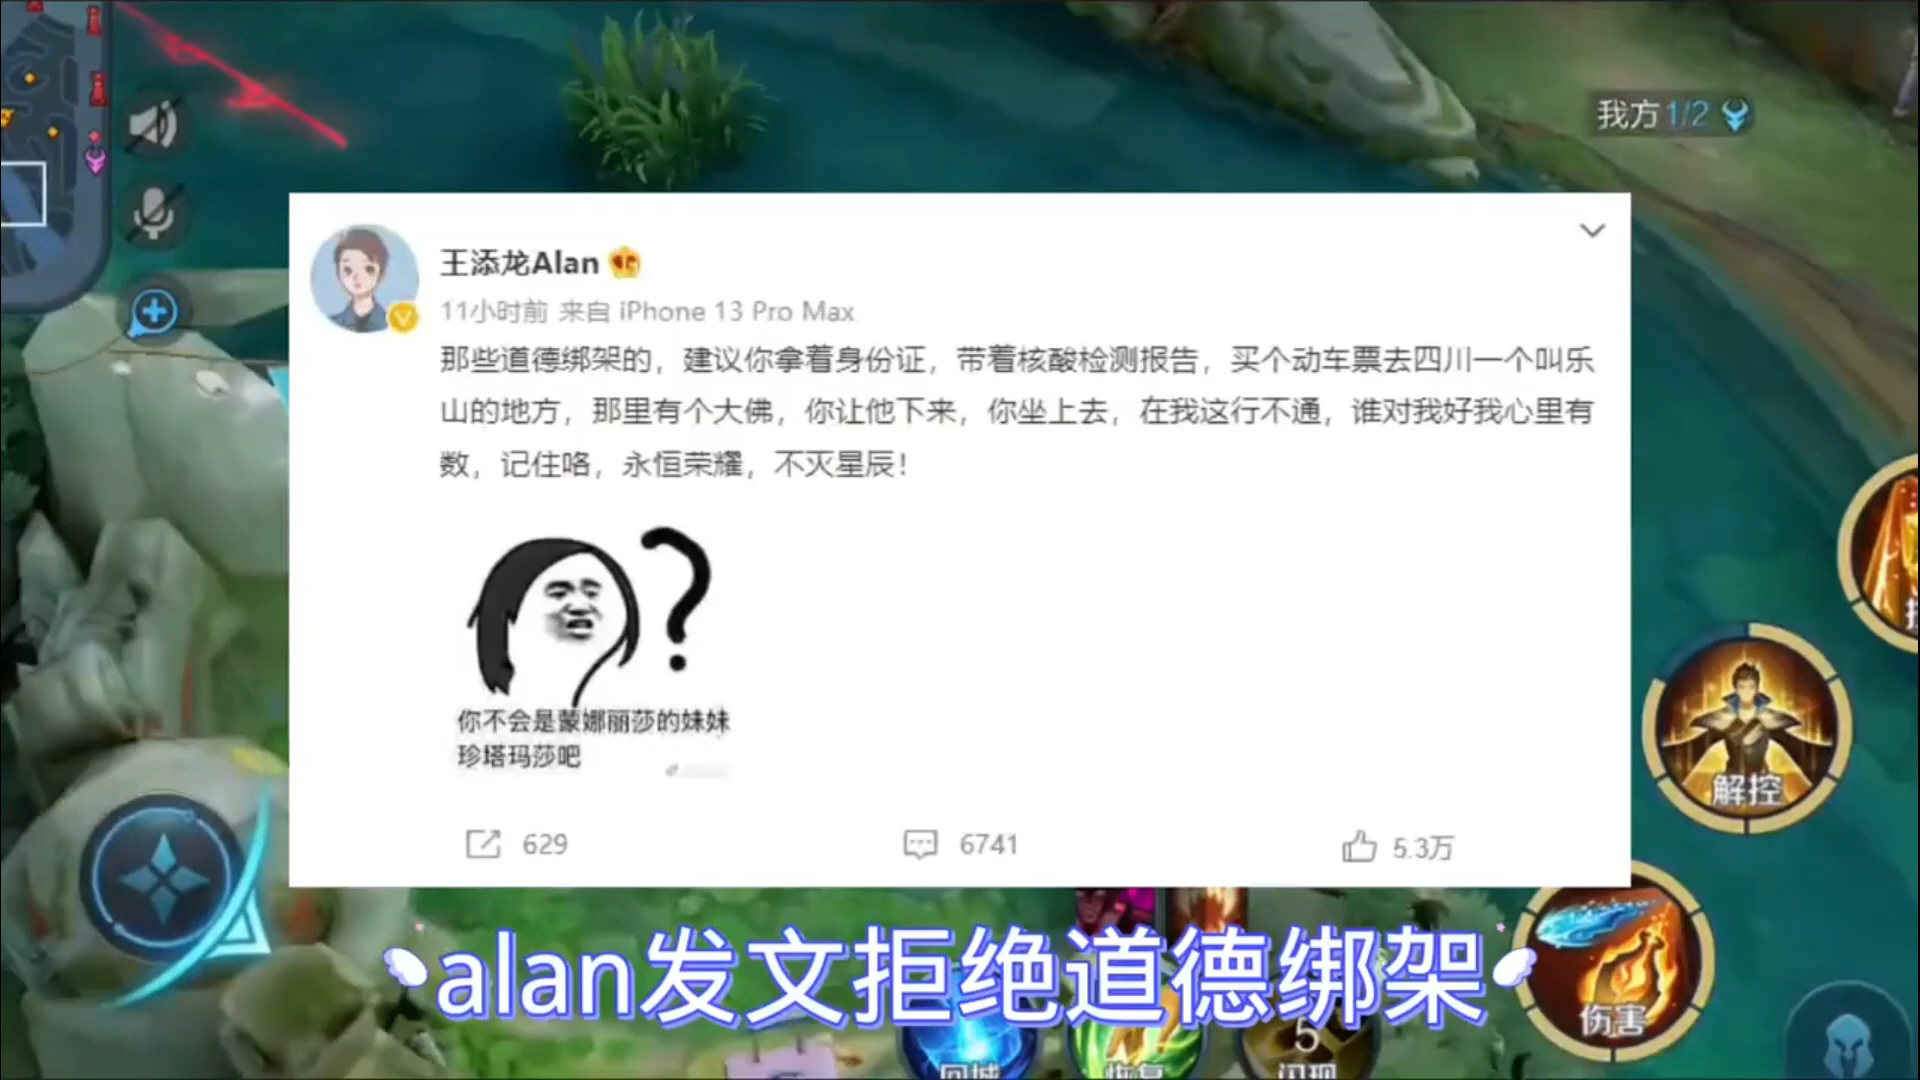 我方1/2
王添龙Alan
11小时前 来自 iPhone 13 Pro Max
那些道德绑架的，建议你拿着身份证，带着核酸检测报告，买个动车票去四川一个叫乐
山的地方，那里有个大佛，你让他下来，你坐上去，在我这行不通，谁对我好我心里有
数，记住咯，永恒荣耀，不灭星辰！
你不会是蒙娜丽莎的妹妹
珍塔玛莎吧
629
6741
5.3万
解控
伤害
alan发文拒绝道德绑架
5
回城
恢复
闪现